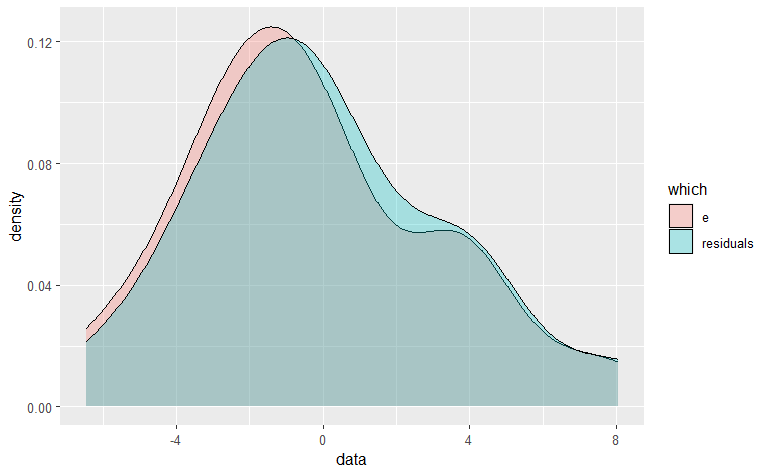 0.12
0.08
0.04
0.00
density
-4
0
4
8
data
which
e
residuals